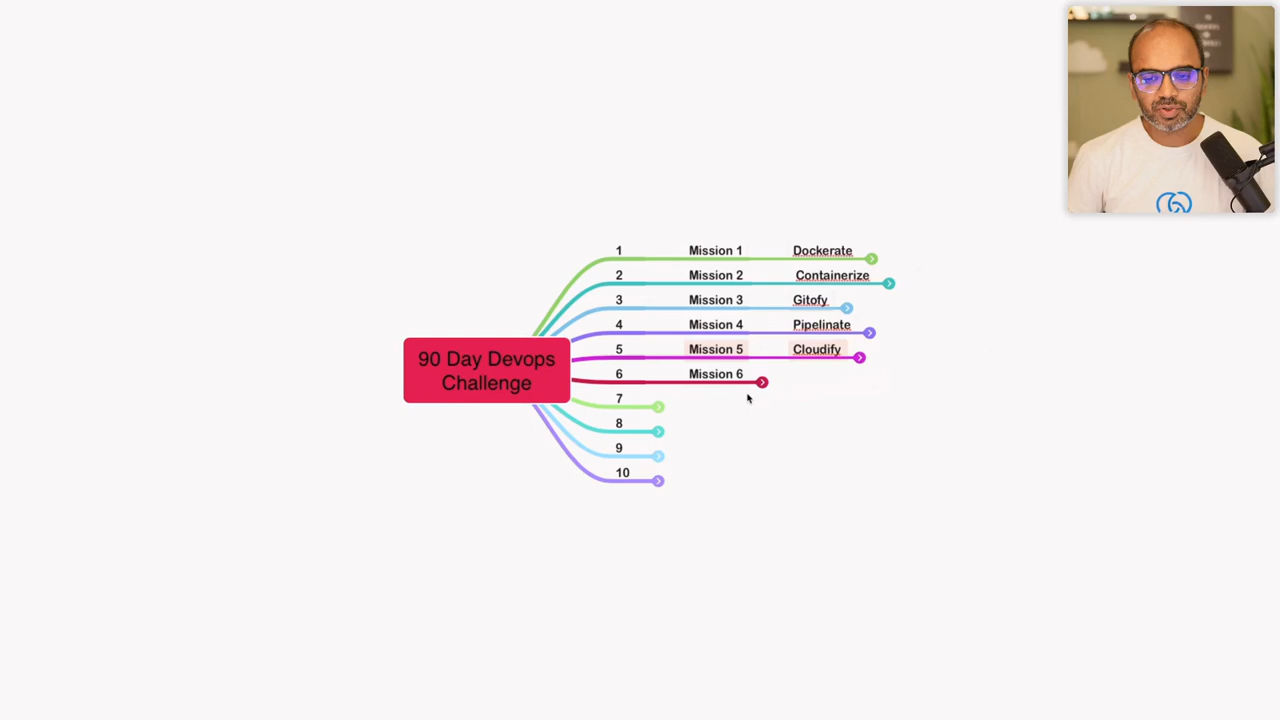 90 Day Devops
Challenge
1 Mission 1 Dockerate
2 Mission 2 Containerize
3 Mission 3 Gitofy
4 Mission 4 Pipelinate
5 Mission 5 Cloudify
6 Mission 6
7
8
9
10